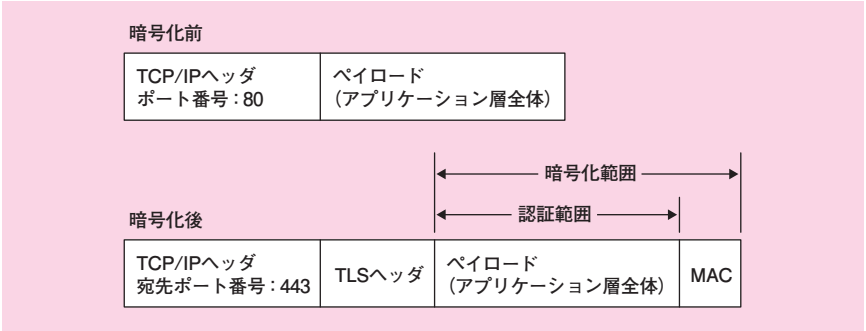 暗号化前
TCP/IPヘッダ
ポート番号：80
ペイロード
（アプリケーション層全体）
暗号化範囲
認証範囲
暗号化後
TCP/IPヘッダ
宛先ポート番号：443
TLSヘッダ
ペイロード
（アプリケーション層全体）
MAC